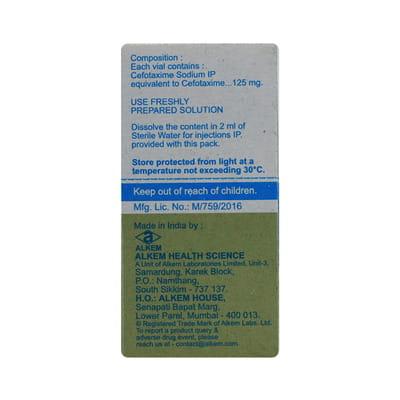 Composition :
Each vial contains :
Cefotaxime Sodium IP
equivalent to Cefotaxime...125 mg.
USE FRESHLY
PREPARED SOLUTION
Dissolve the content in 2 ml of
Sterile Water for injections IP.
provided with this pack.
Store protected from light at a
temperature not exceeding 30°C.
Keep out of reach of children.
Mfg. Lic. No.: M/759/2016
Made in India by :
a
ALKEM
ALKEM HEALTH SCIENCE
A Unit of Alkem Laboratories Limited, Unit-3,
Samardung, Karek Block,
P.O.: Namthang,
South Sikkim - 737 137.
H.O.: ALKEM HOUSE,
Senapati Bapat Marg,
Lower Parel, Mumbai - 400 013.
® Registered Trade Mark of Alkem Labs. Ltd.
To report a product query &
adverse drug event, please
reach us at - contact@alkem.com